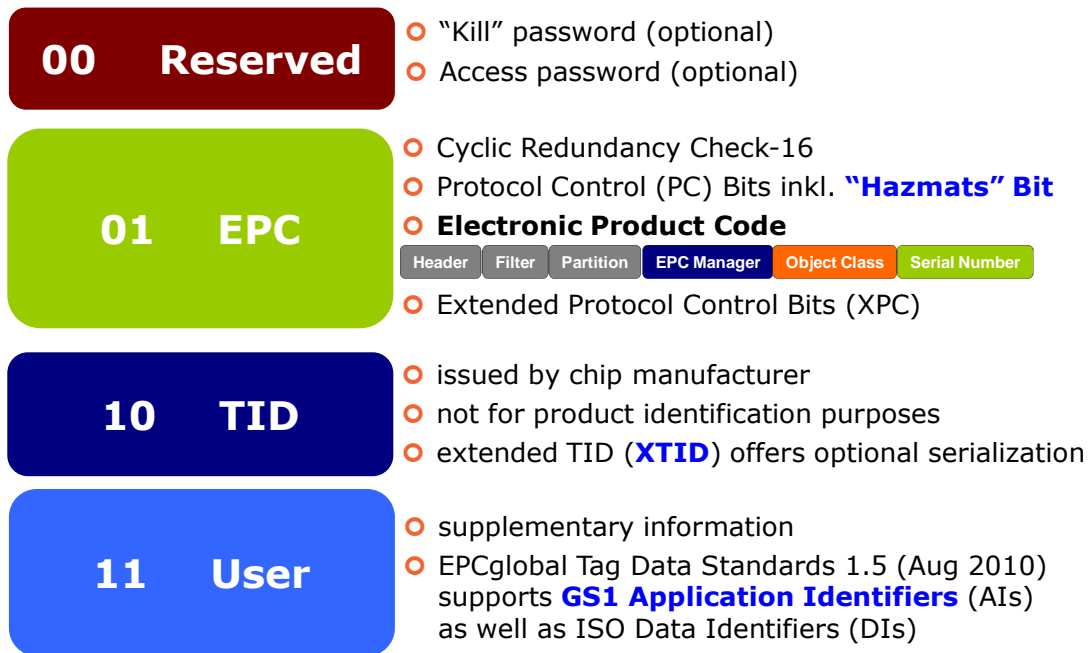 00 Reserved
"Kill" password (optional)
Access password (optional)
01 EPC
Cyclic Redundancy Check-16
Protocol Control (PC) Bits inkl. "Hazmats" Bit
Electronic Product Code
Header Filter Partition EPC Manager Object Class Serial Number
Extended Protocol Control Bits (XPC)
10 TID
issued by chip manufacturer
not for product identification purposes
extended TID (XTID) offers optional serialization
11 User
supplementary information
EPCglobal Tag Data Standards 1.5 (Aug 2010)
supports GS1 Application Identifiers (AIs)
as well as ISO Data Identifiers (DIs)